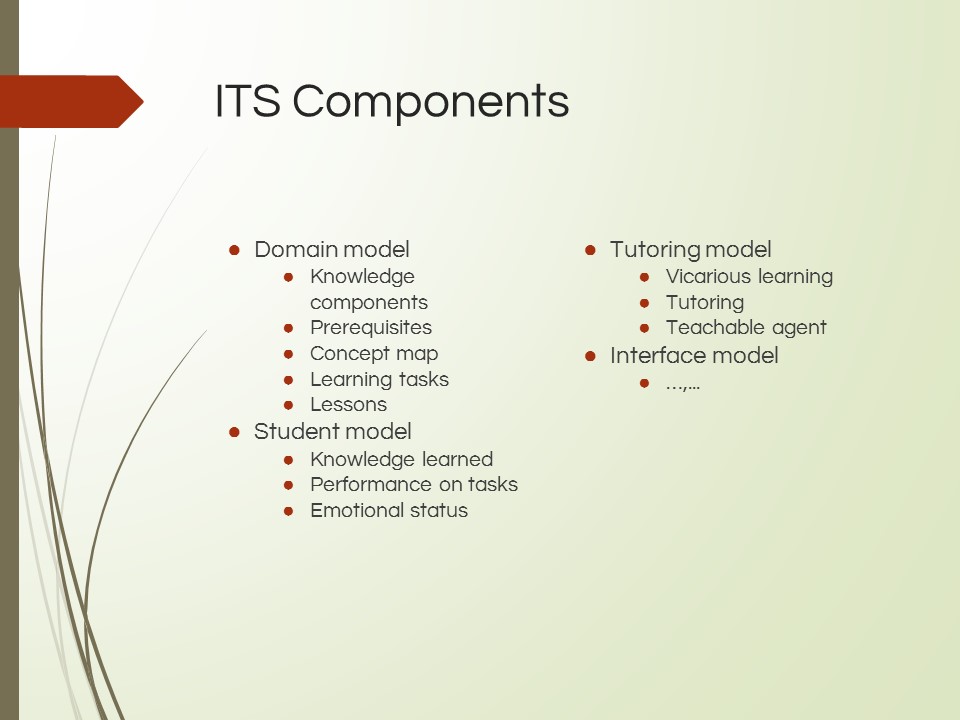 ITS Components
● Domain model
● Knowledge
components
● Prerequisites
● Concept map
● Learning tasks
● Lessons
● Student model
● Knowledge learned
● Performance on tasks
● Emotional status
● Tutoring model
● Vicarious learning
● Tutoring
● Teachable agent
● Interface model
● …,...